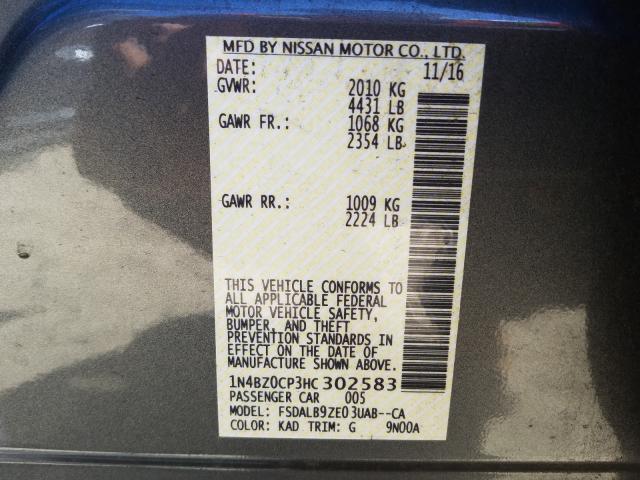 MFD BY NISSAN MOTOR CO., LTD.
DATE: 11/16
GVWR: 2010 KG
4431 LB
GAWR FR.: 1068 KG
2354 LB
GAWR RR.: 1009 KG
2224 LB
THIS VEHICLE CONFORMS TO
ALL APPLICABLE FEDERAL
MOTOR VEHICLE SAFETY,
BUMPER, AND THEFT
PREVENTION STANDARDS IN
EFFECT ON THE DATE OF
MANUFACTURE SHOWN ABOVE.
1N4BZ0CP3HC302583
PASSENGER CAR 005
MODEL: FSDALB9ZE03UAB--CA
COLOR: KAD TRIM: G 9N00A